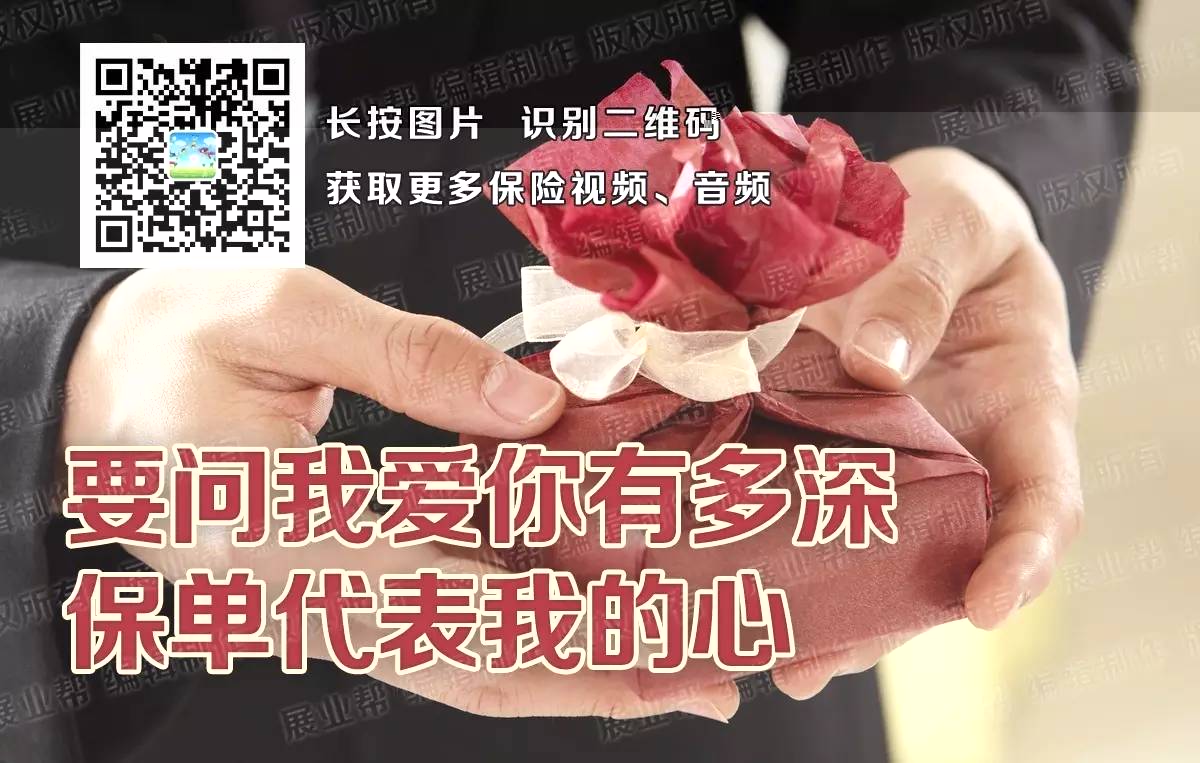 长按图片 识别二维码
获取更多保险视频、音频
要问我爱你有多深
保单代表我的心
展业帮 编辑制作 版权所有